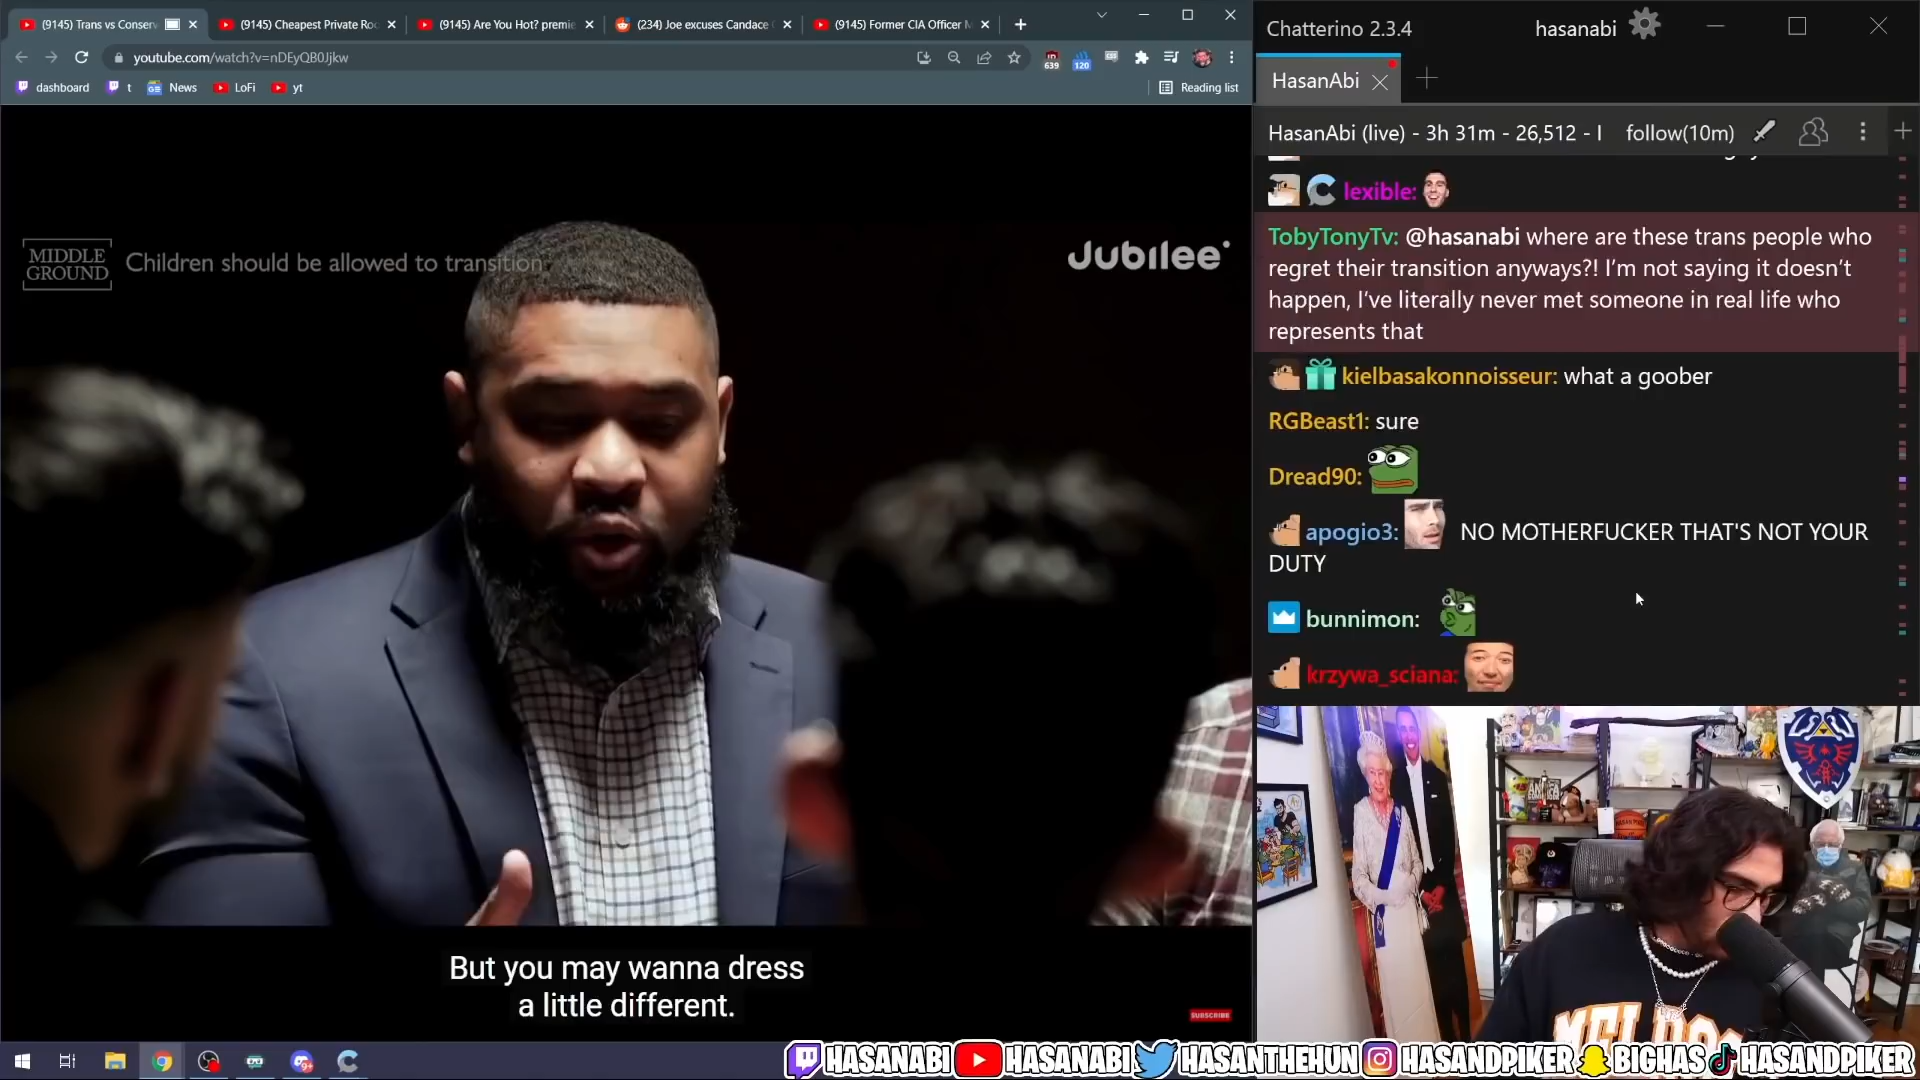 (9145) Trans vs Conserv
(9145) Cheapest Private Roo
(9145) Are You Hot? premie
(234) Joe excuses Candace
(9145) Former CIA Officer
youtube.com/watch?v=nDEyQB0Jjkw
639
120
dashboard
t
News
LoFi
yt
Reading list
MIDDLE
GROUND
Children should be allowed to transition
Jubilee
But you may wanna dress
a little different.
SUBSCRIBE
Chatterino 2.3.4
hasanabi
HasanAbi
HasanAbi (live) - 3h 31m - 26,512 - I
follow(10m)
lexible:
TobyTonyTv: @hasanabi where are these trans people who
regret their transition anyways?! I'm not saying it doesn't
happen, I've literally never met someone in real life who
represents that
kielbasakonnoisseur: what a goober
RGBeast1: sure
Dread90:
apogio3: NO MOTHERFUCKER THAT'S NOT YOUR
DUTY
bunnimon:
krzywa_sciana:
HASANABI
HASANABI
HASANTHEHUN
HASANDPIKER
BIGHAS
HASANDPIKER